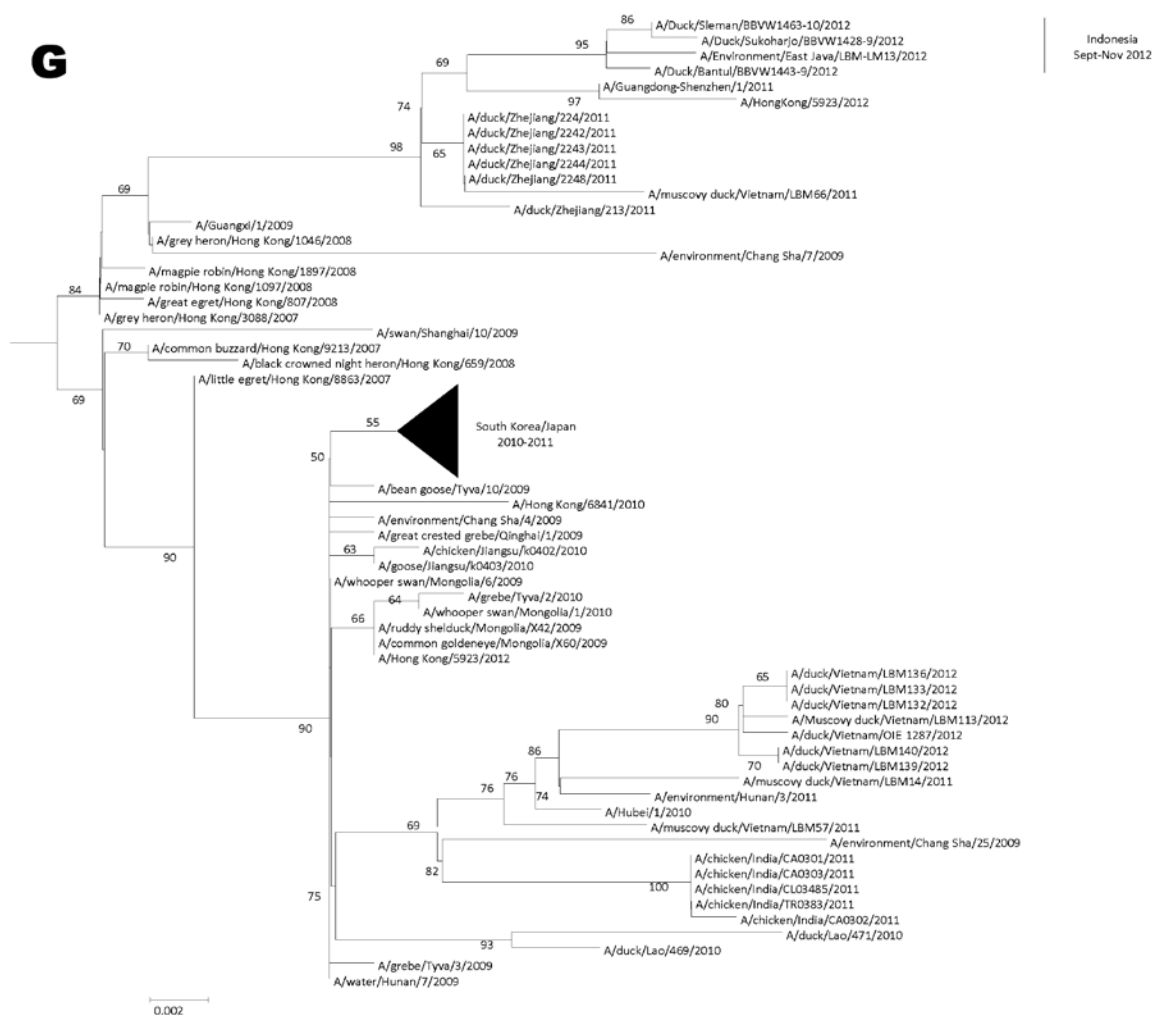 G
86
A/Duck/Sleman/BBVW1463-10/2012
A/Duck/Sukoharjo/BBVW1428-9/2012
95
A/Environment/East Java/LBM-LM13/2012
A/Duck/Bantul/BBVW1443-9/2012
Indonesia
Sept-Nov 2012
69
A/Guangdong-Shenzhen/1/2011
97
A/HongKong/5923/2012
74
A/duck/Zhejiang/224/2011
A/duck/Zhejiang/2242/2011
A/duck/Zhejiang/2243/2011
98
65
A/duck/Zhejiang/2244/2011
A/duck/Zhejiang/2248/2011
A/muscovy duck/Vietnam/LBM66/2011
A/duck/Zhejiang/213/2011
69
A/Guangxi/1/2009
A/grey heron/Hong Kong/1046/2008
A/environment/Chang Sha/7/2009
A/magpie robin/Hong Kong/1897/2008
84
A/magpie robin/Hong Kong/1097/2008
A/great egret/Hong Kong/807/2008
A/grey heron/Hong Kong/3088/2007
A/swan/Shanghai/10/2009
70
A/common buzzard/Hong Kong/9213/2007
A/black crowned night heron/Hong Kong/659/2008
A/little egret/Hong Kong/8863/2007
69
55
South Korea/Japan
2010-2011
50
A/bean goose/Tyva/10/2009
A/Hong Kong/6841/2010
A/environment/Chang Sha/4/2009
A/great crested grebe/Qinghai/1/2009
63
A/chicken/Jiangsu/k0402/2010
90
A/goose/Jiangsu/k0403/2010
A/whooper swan/Mongolia/6/2009
64
A/grebe/Tyva/2/2010
A/whooper swan/Mongolia/1/2010
66
A/ruddy shelduck/Mongolia/X42/2009
A/common goldeneye/Mongolia/X60/2009
A/Hong Kong/5923/2012
65
A/duck/Vietnam/LBM136/2012
A/duck/Vietnam/LBM133/2012
80
A/duck/Vietnam/LBM132/2012
90
90
A/Muscovy duck/Vietnam/LBM113/2012
A/duck/Vietnam/OIE 1287/2012
86
A/duck/Vietnam/LBM140/2012
70
A/duck/Vietnam/LBM139/2012
76
A/muscovy duck/Vietnam/LBM14/2011
76
74
A/environment/Hunan/3/2011
A/Hubei/1/2010
69
A/muscovy duck/Vietnam/LBM57/2011
A/environment/Chang Sha/25/2009
82
A/chicken/India/CA0301/2011
A/chicken/India/CA0303/2011
100
A/chicken/India/CL03485/2011
75
A/chicken/India/TR0383/2011
A/chicken/India/CA0302/2011
A/duck/Lao/471/2010
93
A/duck/Lao/469/2010
A/grebe/Tyva/3/2009
A/water/Hunan/7/2009
0.002